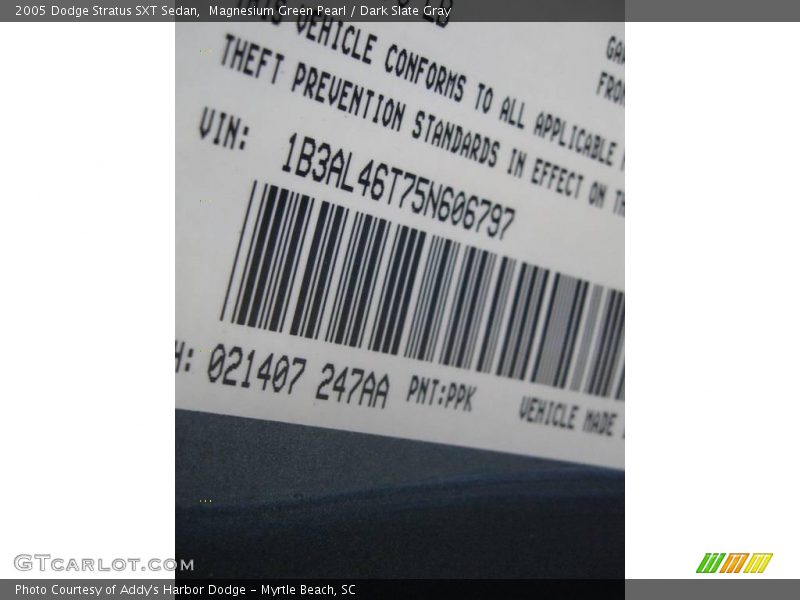 2005 Dodge Stratus SXT Sedan, Magnesium Green Pearl / Dark Slate Gray
THIS VEHICLE CONFORMS TO ALL APPLICABLE
THEFT PREVENTION STANDARDS IN EFFECT ON
VIN: 1B3AL46T75N606797
H: 021407 247AA PNT:PPK VEHICLE MADE
GTcarlot.com
Photo Courtesy of Addy's Harbor Dodge - Myrtle Beach, SC